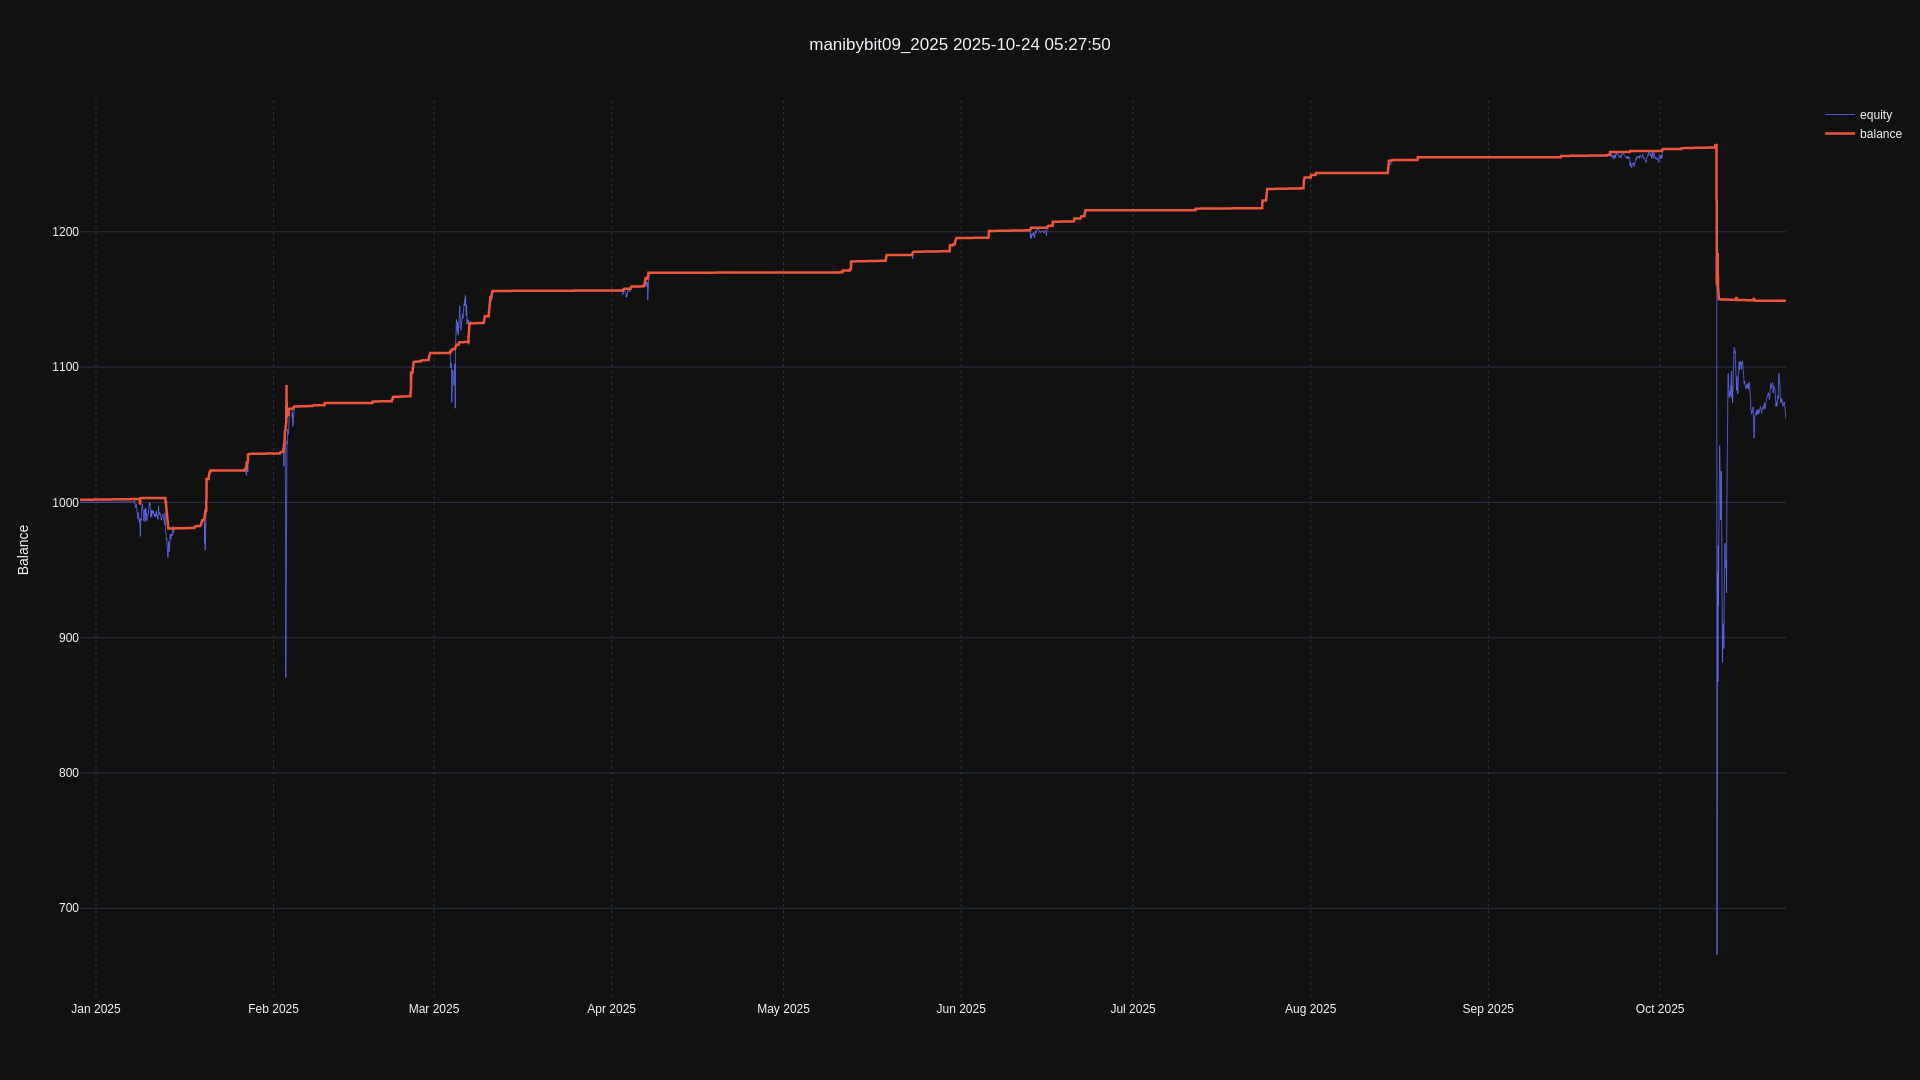 manibybit09_2025 2025-10-24 05:27:50
equity
balance
1200
1100
1000
900
800
700
Balance
Jan 2025
Feb 2025
Mar 2025
Apr 2025
May 2025
Jun 2025
Jul 2025
Aug 2025
Sep 2025
Oct 2025